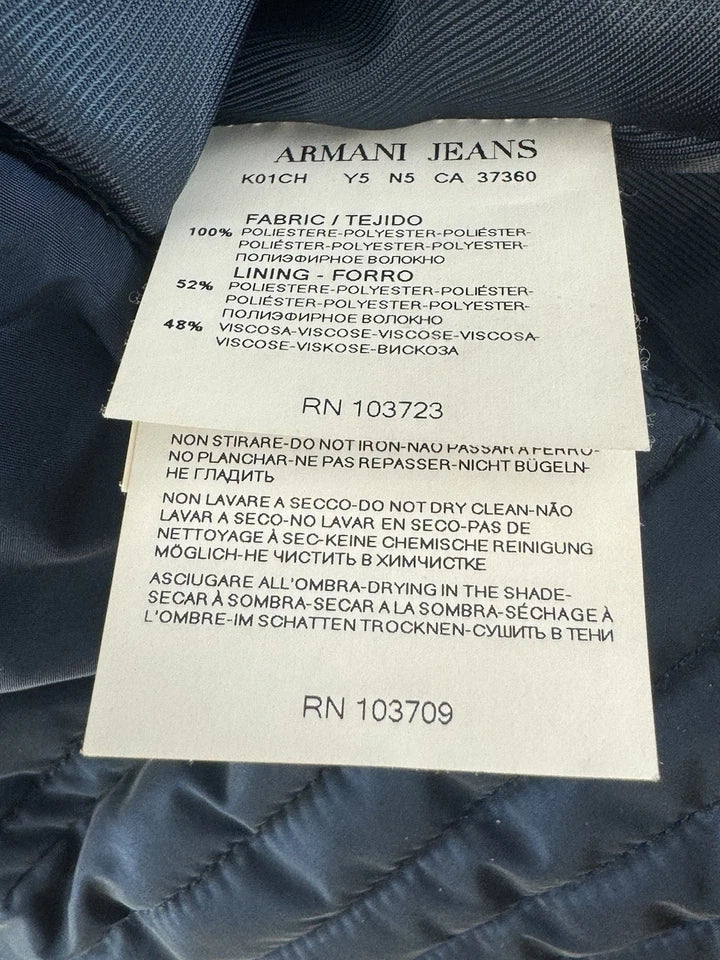 ARMANI JEANS
K01CH Y5 N5 CA 37360
FABRIC / TEJIDO
100% POLIESTERE-POLYESTER-POLIÉSTER-
POLIÉSTER-POLYESTER-POLYESTER-
ПОЛИЭФИРНОЕ ВОЛОКНО
LINING - FORRO
52% POLIESTERE-POLYESTER-POLIÉSTER-
POLIÉSTER-POLYESTER-POLYESTER-
ПОЛИЭФИРНОЕ ВОЛОКНО
48% VISCOSA-VISCOSE-VISCOSE-VISCOSA-
VISCOSE-VISKOSE-ВИСКОЗА
RN 103723
NON STIRARE-DO NOT IRON-NÃO PASSAR A FERRO-
NO PLANCHAR-NE PAS REPASSER-NICHT BÜGELN-
НЕ ГЛАДИТЬ
NON LAVARE A SECCO-DO NOT DRY CLEAN-NÃO
LAVAR A SECO-NO LAVAR EN SECO-PAS DE
NETTOYAGE À SEC-KEINE CHEMISCHE REINIGUNG
MÖGLICH-НЕ ЧИСТИТЬ В ХИМЧИСТКЕ
ASCIUGARE ALL'OMBRA-DRYING IN THE SHADE-
SECAR À SOMBRA-SECAR A LA SOMBRA-SÉCHAGE À
L'OMBRE-IM SCHATTEN TROCKNEN-СУШИТЬ В ТЕНИ
RN 103709